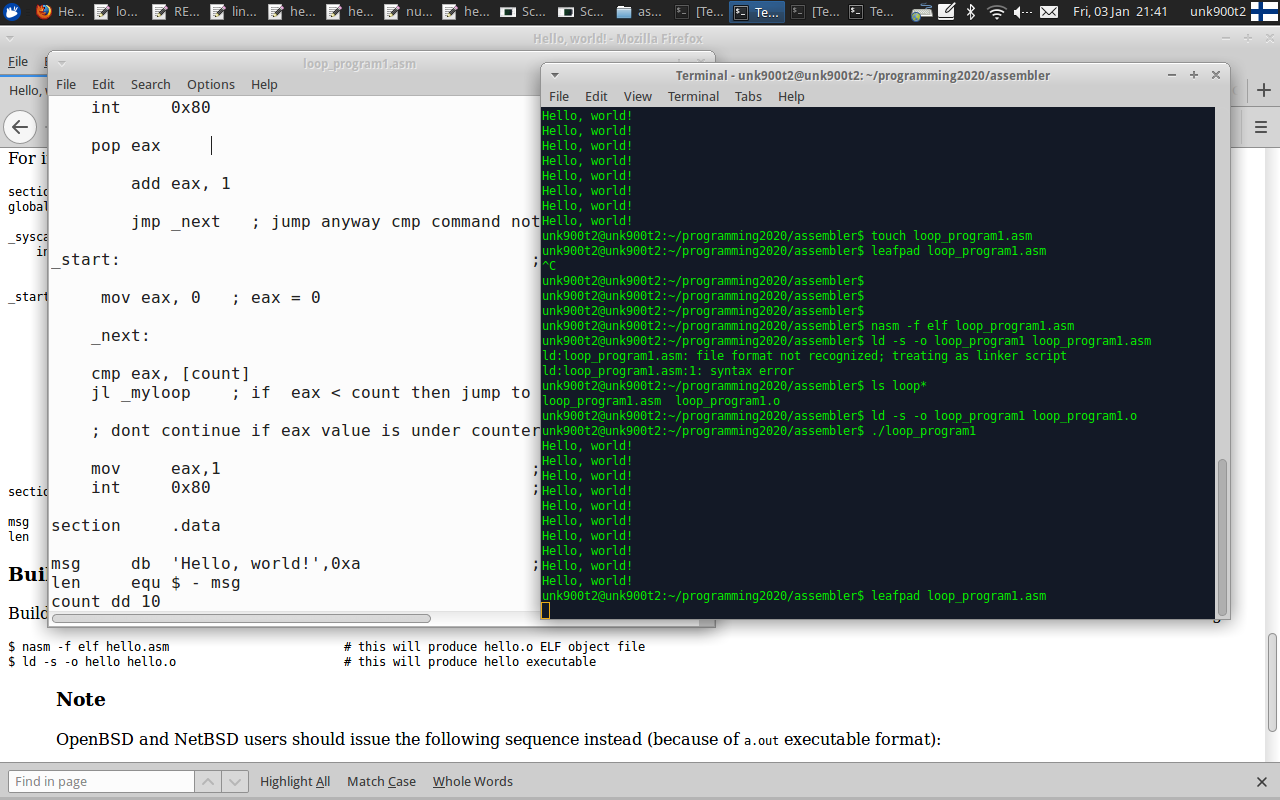 He... lo... RE... lin... he... he... nu... he... Sc... Sc... as... [Te... Te... [Te... Te... Fri, 03 Jan 21:41 unk900t2
Hello, world! - Mozilla Firefox
File
Hello,
For i
sectio
global
_sysca
in
_start
sectio
msg
len
Bui
Build
$ nasm -f elf hello.asm # this will produce hello.o ELF object file
$ ld -s -o hello hello.o # this will produce hello executable
Note
OpenBSD and NetBSD users should issue the following sequence instead (because of a.out executable format):
Find in page Highlight All Match Case Whole Words
loop_program1.asm
File Edit Search Options Help
int 0x80
pop eax
add eax, 1
jmp _next ; jump anyway cmp command not
_start: ;
mov eax, 0 ; eax = 0
_next:
cmp eax, [count]
jl _myloop ; if eax < count then jump to
; dont continue if eax value is under counter
mov eax,1 ;
int 0x80 ;
section .data
msg db 'Hello, world!',0xa ;
len equ $ - msg
count dd 10
Terminal - unk900t2@unk900t2: ~/programming2020/assembler
File Edit View Terminal Tabs Help
Hello, world!
Hello, world!
Hello, world!
Hello, world!
Hello, world!
Hello, world!
Hello, world!
Hello, world!
unk900t2@unk900t2:~/programming2020/assembler$ touch loop_program1.asm
unk900t2@unk900t2:~/programming2020/assembler$ leafpad loop_program1.asm
^C
unk900t2@unk900t2:~/programming2020/assembler$
unk900t2@unk900t2:~/programming2020/assembler$
unk900t2@unk900t2:~/programming2020/assembler$
unk900t2@unk900t2:~/programming2020/assembler$ nasm -f elf loop_program1.asm
unk900t2@unk900t2:~/programming2020/assembler$ ld -s -o loop_program1 loop_program1.asm
ld:loop_program1.asm: file format not recognized; treating as linker script
ld:loop_program1.asm:1: syntax error
unk900t2@unk900t2:~/programming2020/assembler$ ls loop*
loop_program1.asm loop_program1.o
unk900t2@unk900t2:~/programming2020/assembler$ ld -s -o loop_program1 loop_program1.o
unk900t2@unk900t2:~/programming2020/assembler$ ./loop_program1
Hello, world!
Hello, world!
Hello, world!
Hello, world!
Hello, world!
Hello, world!
Hello, world!
Hello, world!
Hello, world!
Hello, world!
unk900t2@unk900t2:~/programming2020/assembler$ leafpad loop_program1.asm